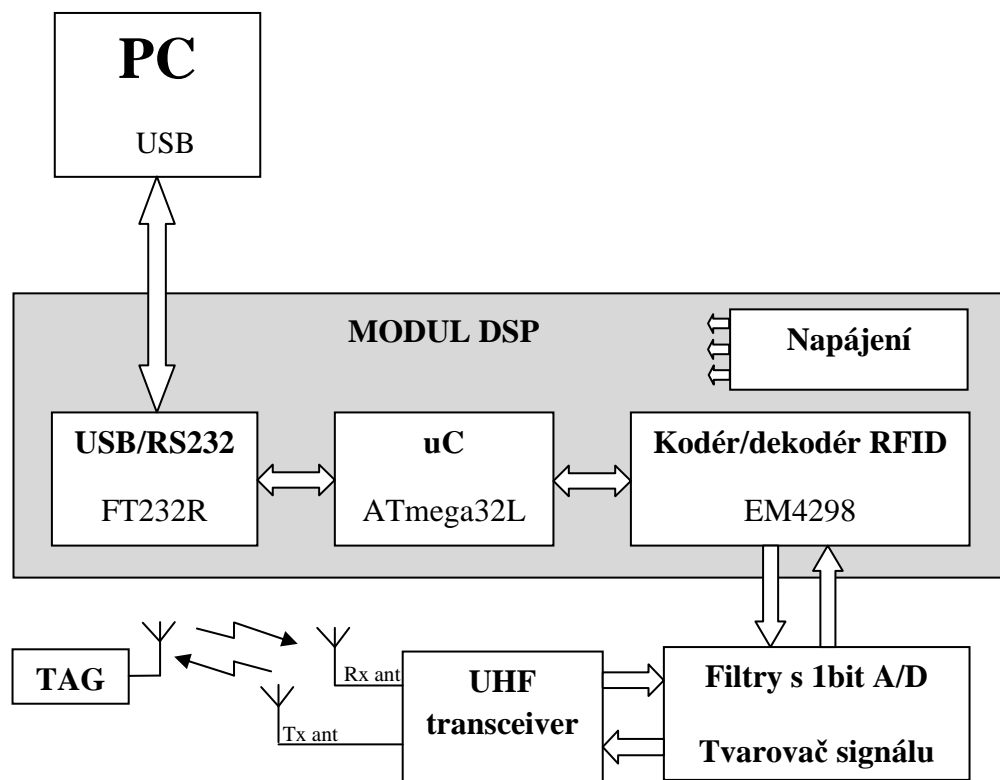 PC
USB
MODUL DSP
Napájení
USB/RS232
FT232R
uC
ATmega32L
Kodér/dekodér RFID
EM4298
TAG
Rx ant
Tx ant
UHF
transceiver
Filtry s 1bit A/D
Tvarovač signálu